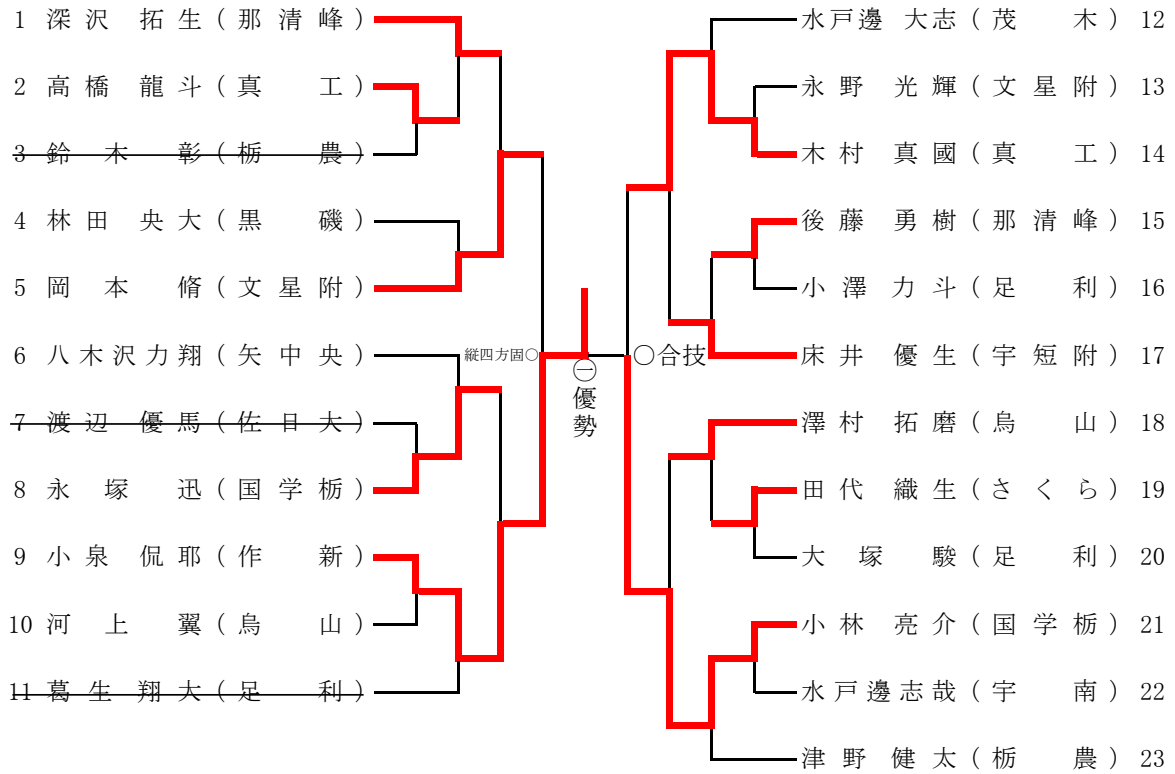 1 深沢 拓生(那清峰)
2 高橋 龍斗(真 工)
3 鈴木 彰(栃 農)
4 林田 央大(黒 磯)
5 岡本 脩(文星附)
6 八木沢力翔(矢中央)
7 渡辺 優馬(佐日大)
8 永塚 迅(国学栃)
9 小泉 侃耶(作 新)
10 河上 翼(烏 山)
11 葛生翔大(足 利)
縦四方固○
㊀優勢
○合技
水戸邊 大志(茂 木) 12
永野 光輝(文星附) 13
木村 真國(真 工) 14
後藤 勇樹(那清峰) 15
小澤力斗(足 利) 16
床井 優生(宇短附) 17
澤村 拓磨(烏 山) 18
田代 織生(さくら) 19
大塚 駿(足 利) 20
小林 亮介(国学栃) 21
水戸邊志哉(宇 南) 22
津野健太(栃 農) 23